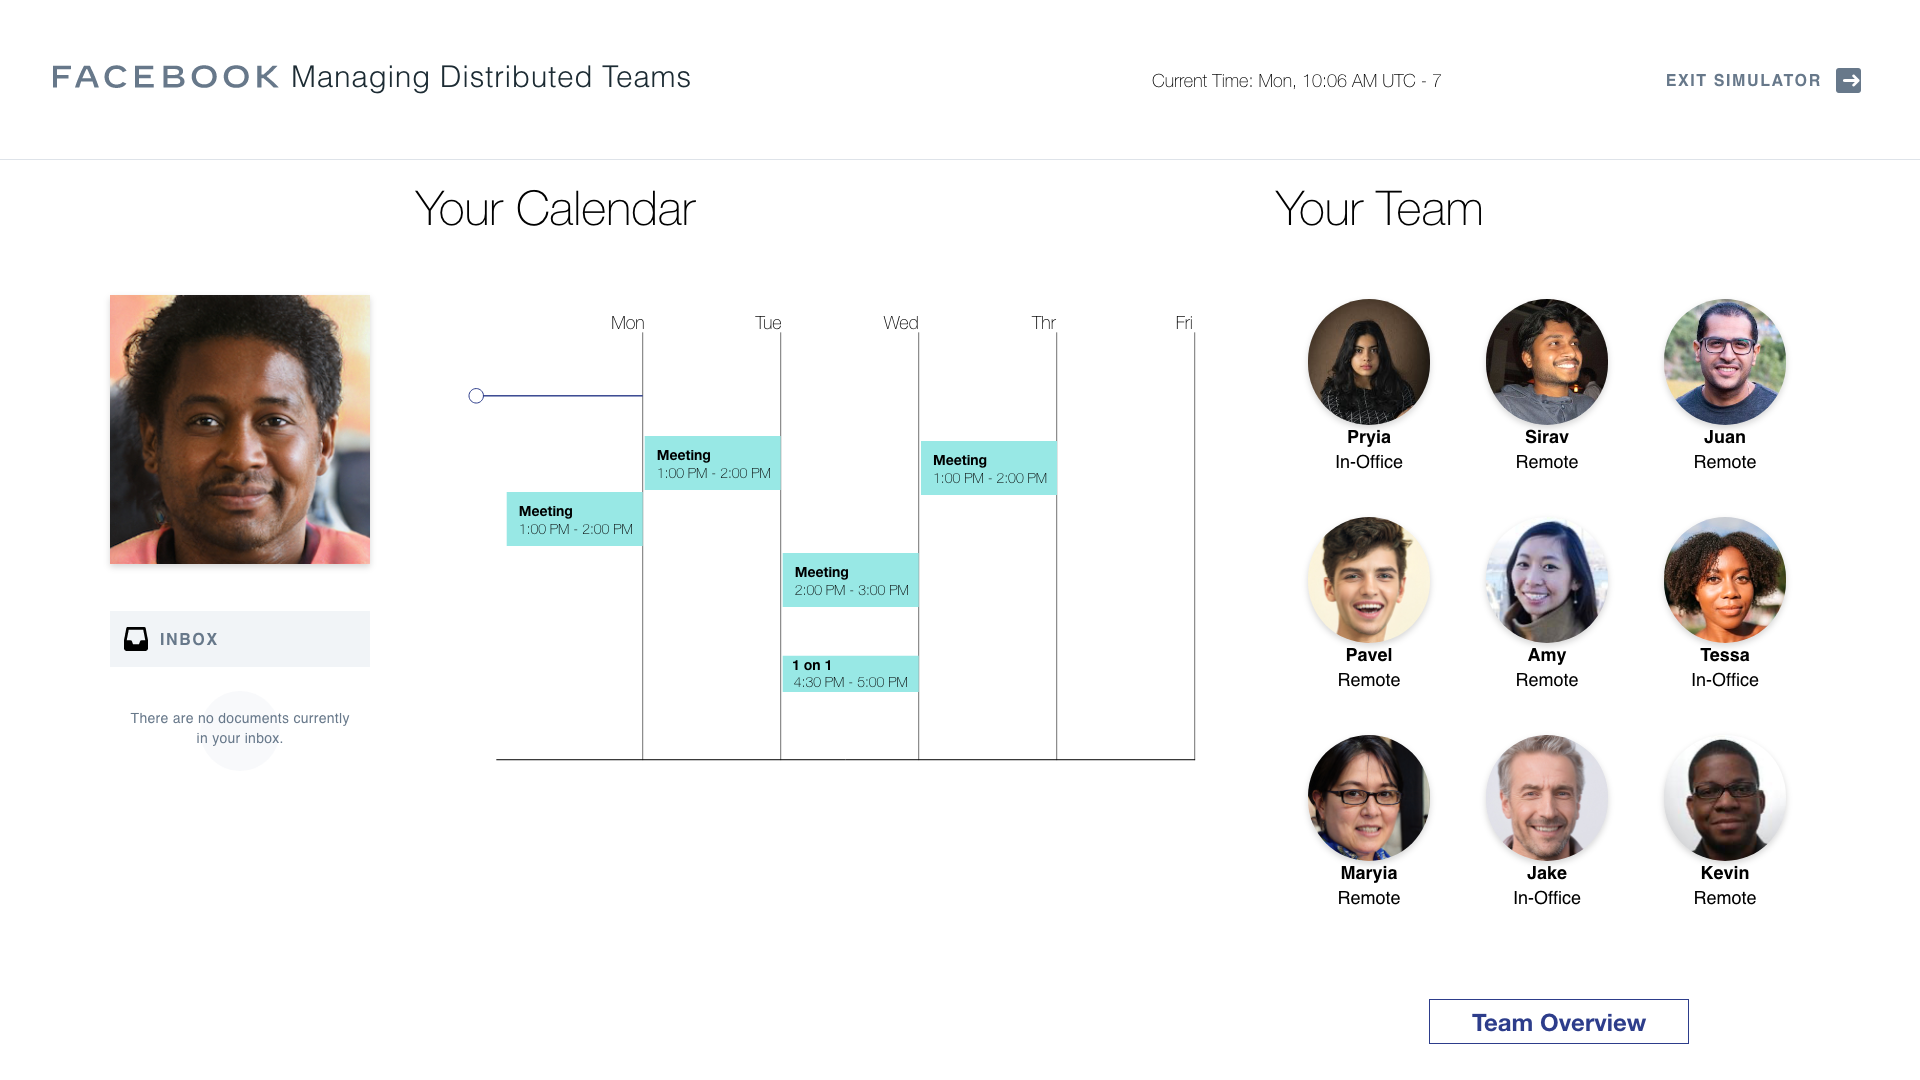 FACEBOOK Managing Distributed Teams
Current Time: Mon, 10:06 AM UTC - 7
EXIT SIMULATOR
Your Calendar
Your Team
Mon
Tue
Wed
Thr
Fri
Meeting
1:00 PM - 2:00 PM
Meeting
1:00 PM - 2:00 PM
Meeting
1:00 PM - 2:00 PM
Meeting
2:00 PM - 3:00 PM
1 on 1
4:30 PM - 5:00 PM
INBOX
There are no documents currently
in your inbox.
Pryia
In-Office
Sirav
Remote
Juan
Remote
Pavel
Remote
Amy
Remote
Tessa
In-Office
Maryia
Remote
Jake
In-Office
Kevin
Remote
Team Overview